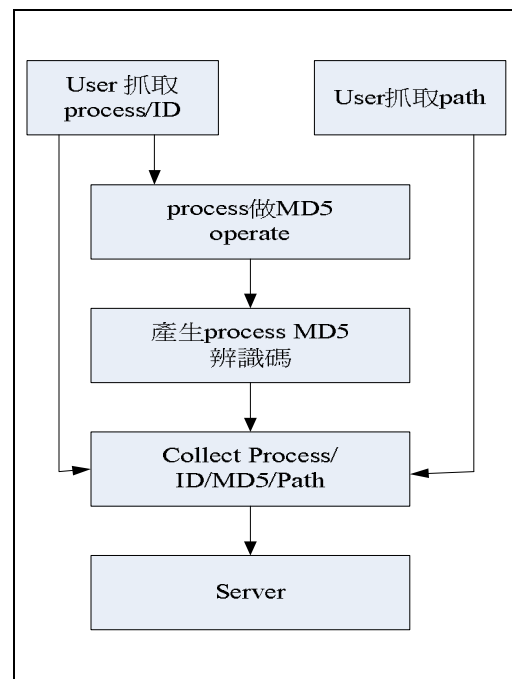 User 抓取
process/ID
User抓取path
process做MD5
operate
產生process MD5
辨識碼
Collect Process/
ID/MD5/Path
Server